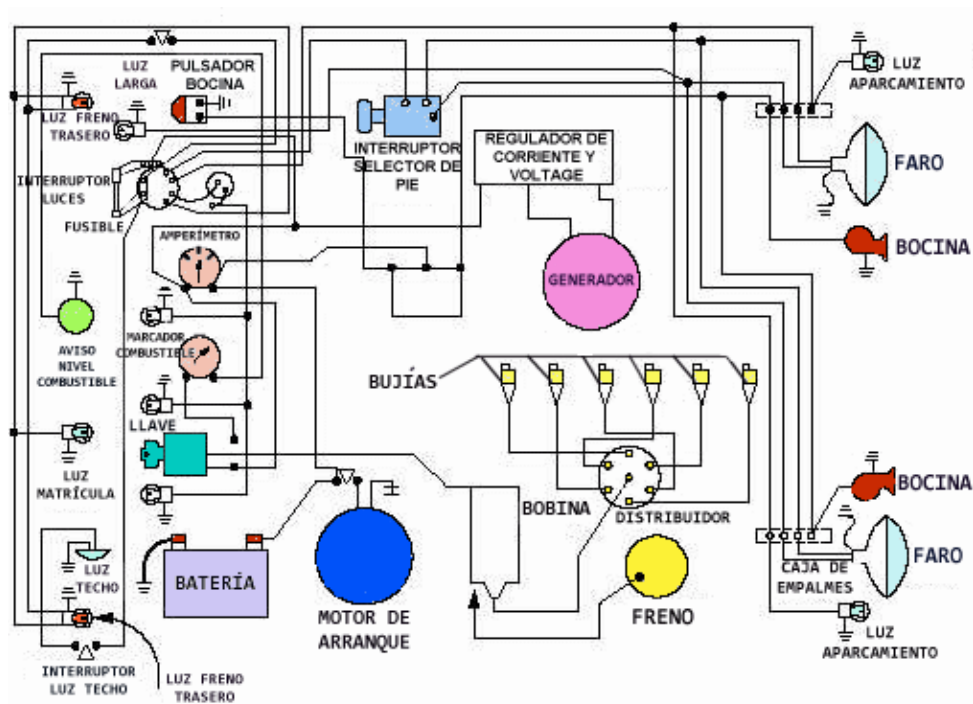 LUZ
LARGA
PULSADOR
BOCINA
LUZ
APARCAMIENTO
LUZ FRENO
TRASERO
INTERRUPTOR
SELECTOR DE
PIE
REGULADOR DE
CORRIENTE Y
VOLTAGE
FARO
INTERRUPTOR
LUCES
FUSIBLE
AMPERÍMETRO
BOCINA
GENERADOR
MARCADOR
COMBUSTIBLE
AVISO
NIVEL
COMBUSTIBLE
BUJÍAS
LLAVE
LUZ
MATRÍCULA
BOBINA
DISTRIBUIDOR
BOCINA
LUZ
TECHO
BATERÍA
FARO
CAJA DE
EMPALMES
MOTOR DE
ARRANQUE
FRENO
LUZ
APARCAMIENTO
INTERRUPTOR
LUZ TECHO
LUZ FRENO
TRASERO